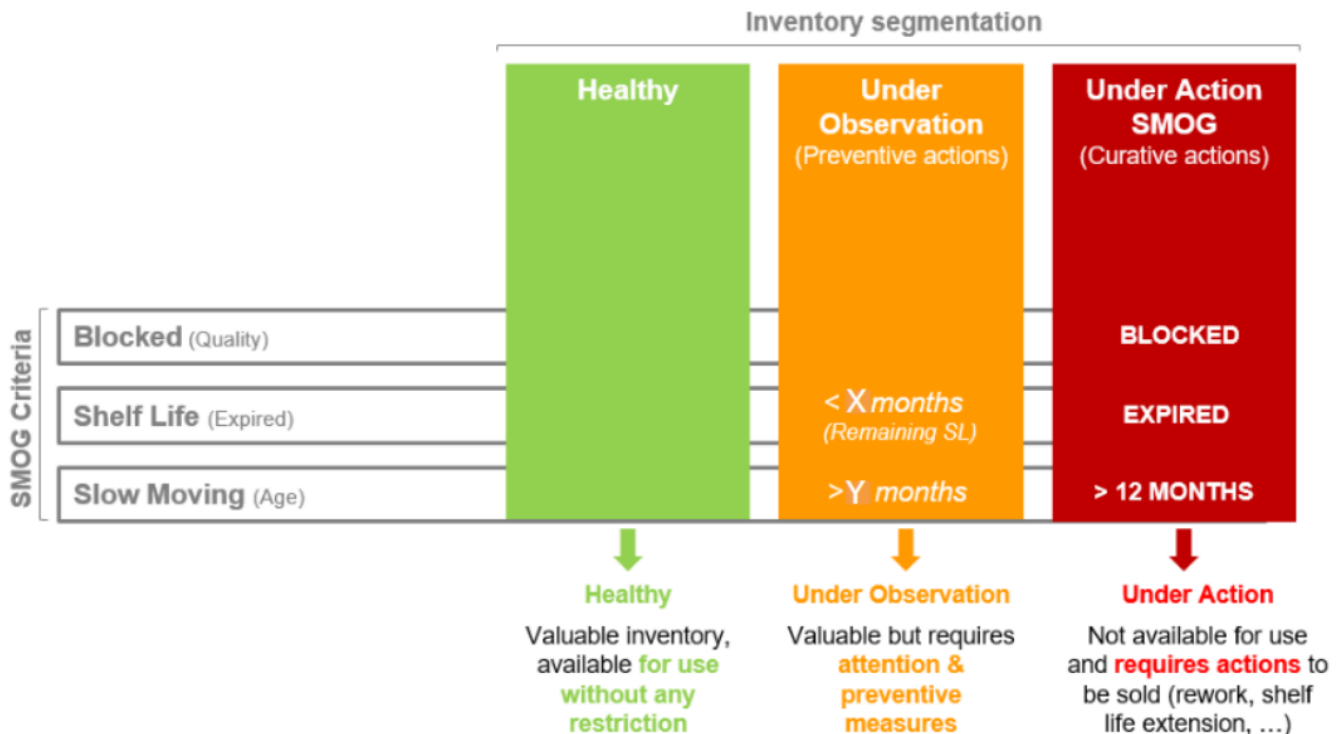 Inventory segmentation
Healthy
Under
Observation
(Preventive actions)
Under Action
SMOG
(Curative actions)
SMOG Criteria
Blocked (Quality)
BLOCKED
Shelf Life (Expired)
< X months
(Remaining SL)
EXPIRED
Slow Moving (Age)
>Y months
> 12 MONTHS
Healthy
Valuable inventory,
available for use
without any
restriction
Under Observation
Valuable but requires
attention &
preventive
measures
Under Action
Not available for use
and requires actions to
be sold (rework, shelf
life extension, …)